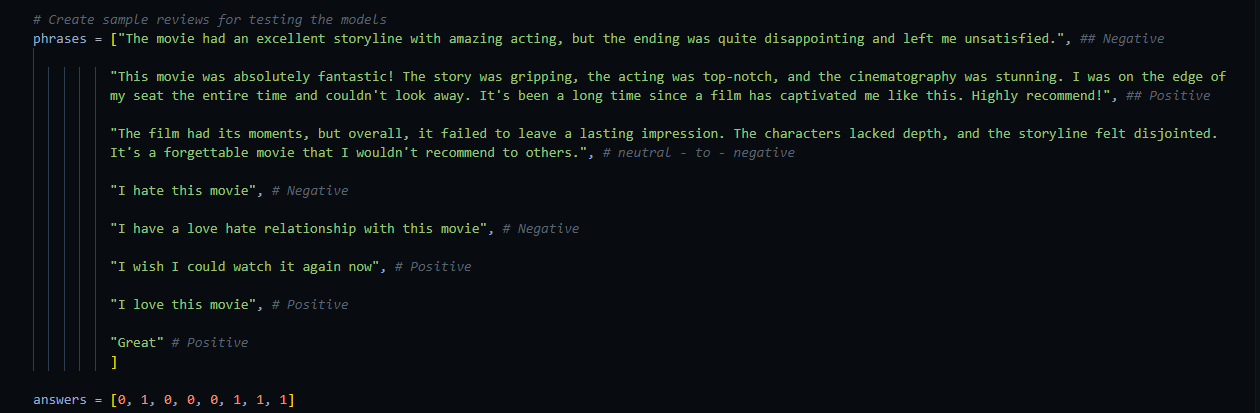 # Create sample reviews for testing the models
phrases = ["The movie had an excellent storyline with amazing acting, but the ending was quite disappointing and left me unsatisfied.", ## Negative
"This movie was absolutely fantastic! The story was gripping, the acting was top-notch, and the cinematography was stunning. I was on the edge of
my seat the entire time and couldn't look away. It's been a long time since a film has captivated me like this. Highly recommend!", ## Positive
"The film had its moments, but overall, it failed to leave a lasting impression. The characters lacked depth, and the storyline felt disjointed.
It's a forgettable movie that I wouldn't recommend to others.", # neutral - to - negative
"I hate this movie", # Negative
"I have a love hate relationship with this movie", # Negative
"I wish I could watch it again now", # Positive
"I love this movie", # Positive
"Great" # Positive
]
answers = [0, 1, 0, 0, 0, 1, 1, 1]